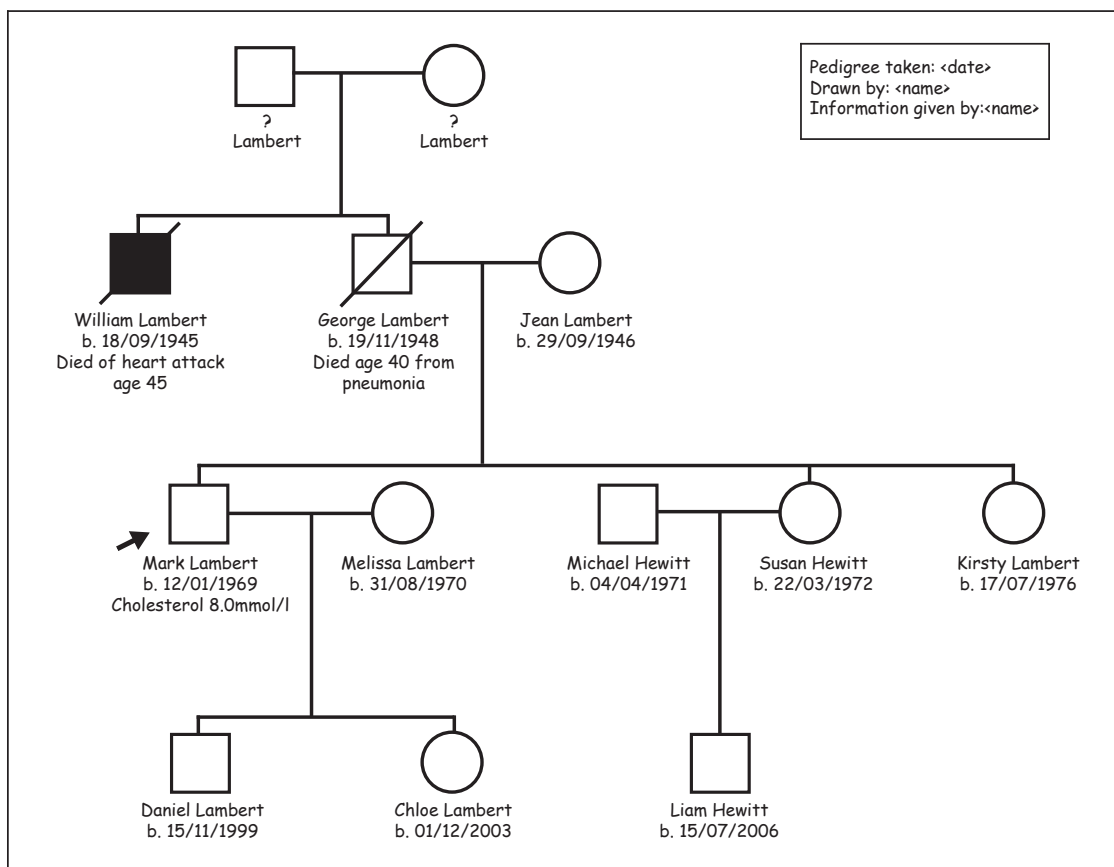 Pedigree taken: <date>
Drawn by: <name>
Information given by:<name>
?
Lambert
?
Lambert
William Lambert
b. 18/09/1945
Died of heart attack
age 45
George Lambert
b. 19/11/1948
Died age 40 from
pneumonia
Jean Lambert
b. 29/09/1946
Mark Lambert
b. 12/01/1969
Cholesterol 8.0mmol/l
Melissa Lambert
b. 31/08/1970
Michael Hewitt
b. 04/04/1971
Susan Hewitt
b. 22/03/1972
Kirsty Lambert
b. 17/07/1976
Daniel Lambert
b. 15/11/1999
Chloe Lambert
b. 01/12/2003
Liam Hewitt
b. 15/07/2006